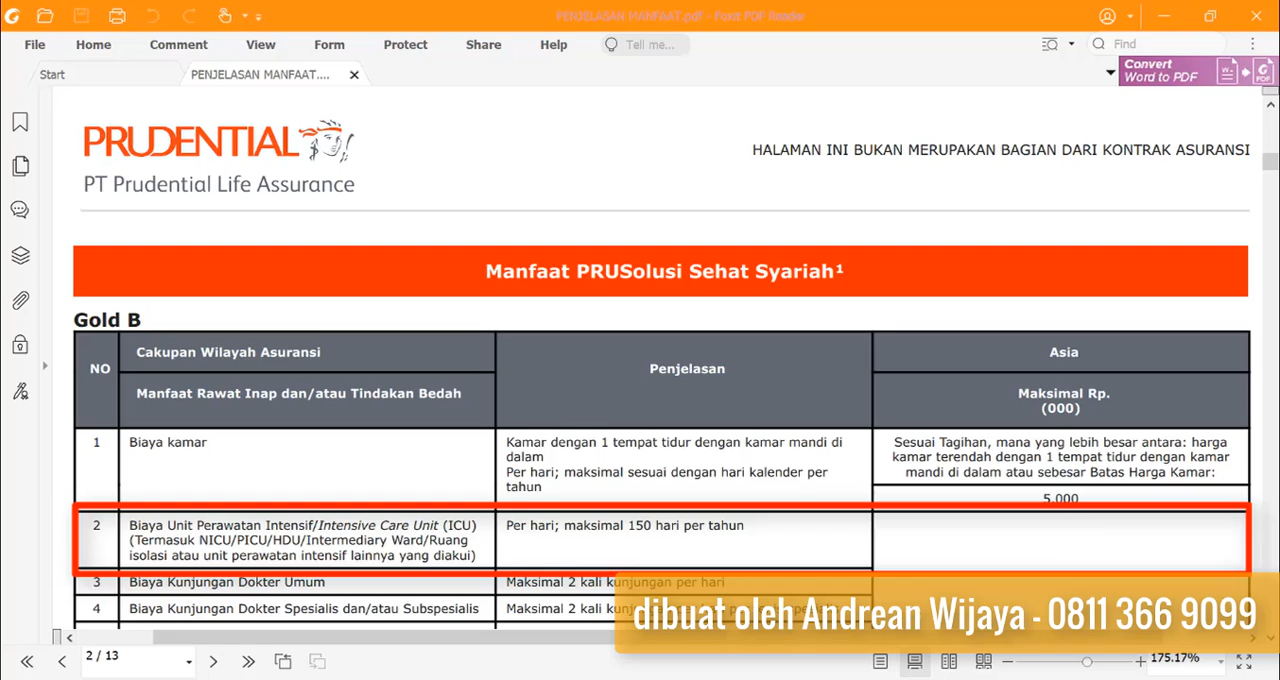 PENJELASAN MANFAAT.pdf - Foxit PDF Reader
File Home Comment View Form Protect Share Help Tell me... Find
Start PENJELASAN MANFAAT.... Convert Word to PDF
PRUDENTIAL
PT Prudential Life Assurance
HALAMAN INI BUKAN MERUPAKAN BAGIAN DARI KONTRAK ASURANSI
Manfaat PRUSolusi Sehat Syariah¹
Gold B
NO
Cakupan Wilayah Asuransi
Manfaat Rawat Inap dan/atau Tindakan Bedah
Penjelasan
Asia
Maksimal Rp.
(000)
1
Biaya kamar
Kamar dengan 1 tempat tidur dengan kamar mandi di
dalam
Per hari; maksimal sesuai dengan hari kalender per
tahun
Sesuai Tagihan, mana yang lebih besar antara: harga
kamar terendah dengan 1 tempat tidur dengan kamar
mandi di dalam atau sebesar Batas Harga Kamar:
5.000
2
Biaya Unit Perawatan Intensif/Intensive Care Unit (ICU)
(Termasuk NICU/PICU/HDU/Intermediary Ward/Ruang
isolasi atau unit perawatan intensif lainnya yang diakui)
Per hari; maksimal 150 hari per tahun
3
Biaya Kunjungan Dokter Umum
Maksimal 2 kali kunjungan per hari
4
Biaya Kunjungan Dokter Spesialis dan/atau Subspesialis
Maksimal 2 kali
dibuat oleh Andrean Wijaya - 0811 366 9099
2 / 13
175.17%